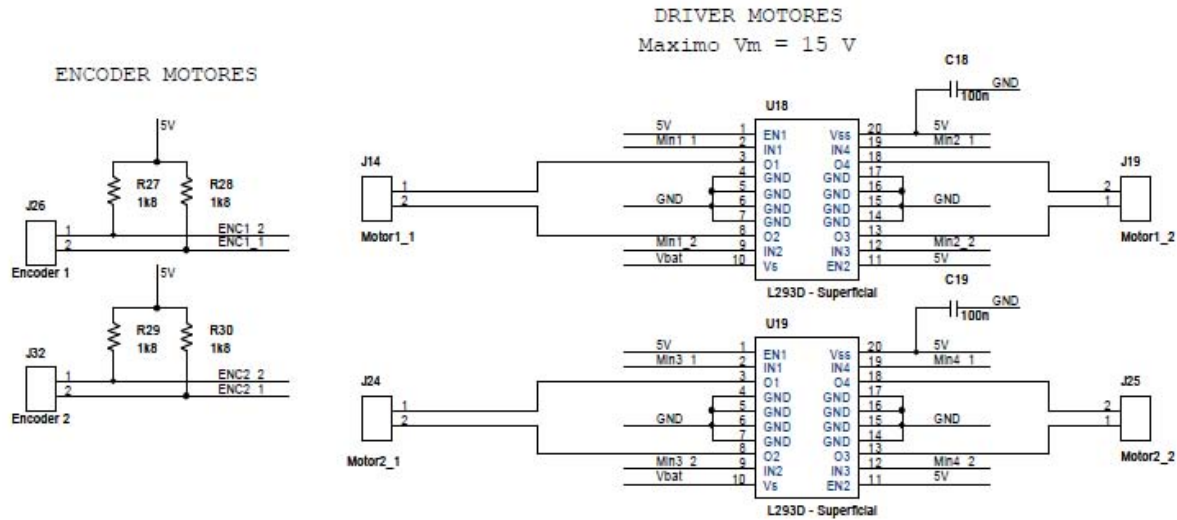 DRIVER MOTORES
Maximo Vm = 15 V
ENCODER MOTORES
5V
R27
1k8
R28
1k8
J26
1
2
ENC1_2
ENC1_1
Encoder 1
5V
R29
1k8
R30
1k8
J32
1
2
ENC2_2
ENC2_1
Encoder 2
C18
GND
100n
U18
5V 1 EN1 Vss 20 5V
Min1_1 2 IN1 IN4 19 Min2_1
3 O1 O4 18
4 GND GND 17
5 GND GND 16
GND 6 GND GND 15 GND
7 GND GND 14
8 O2 O3 13
Min1_2 9 IN2 IN3 12 Min2_2
Vbat 10 Vs EN2 11 5V
L293D - Superficial
J14
1
2
Motor1_1
J19
2
1
Motor1_2
C19
GND
100n
U19
5V 1 EN1 Vss 20 5V
Min3_1 2 IN1 IN4 19 Min4_1
3 O1 O4 18
4 GND GND 17
5 GND GND 16
GND 6 GND GND 15 GND
7 GND GND 14
8 O2 O3 13
Min3_2 9 IN2 IN3 12 Min4_2
Vbat 10 Vs EN2 11 5V
L293D - Superficial
J24
1
2
Motor2_1
J25
2
1
Motor2_2